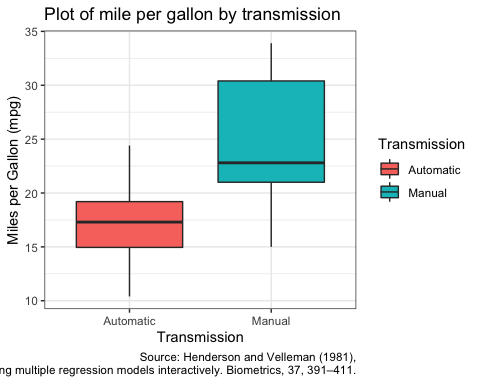 Plot of mile per gallon by transmission
35
30
25
20
15
10
Miles per Gallon (mpg)
Automatic
Manual
Transmission
Transmission
Automatic
Manual
Source: Henderson and Velleman (1981),
multiple regression models interactively. Biometrics, 37, 391–411.